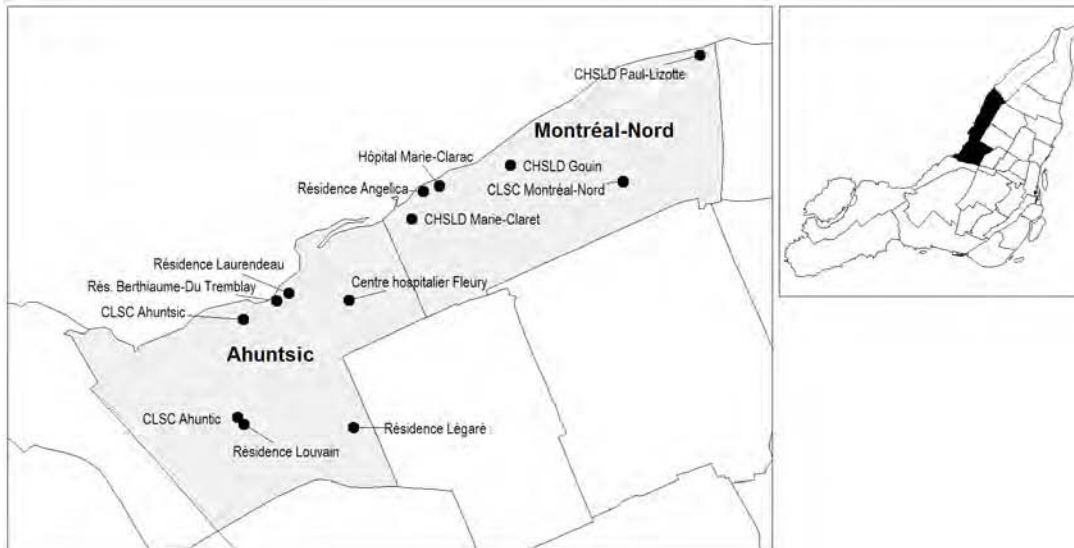 CHSLD Paul-Lizotte
Montréal-Nord
Hôpital Marie-Clarac
CHSLD Gouin
Résidence Angelica
CLSC Montréal-Nord
CHSLD Marie-Claret
Résidence Laurendeau
Rés. Berthiaume-Du Tremblay
Centre hospitalier Fleury
CLSC Ahuntsic
Ahuntsic
CLSC Ahuntic
Résidence Légaré
Résidence Louvain